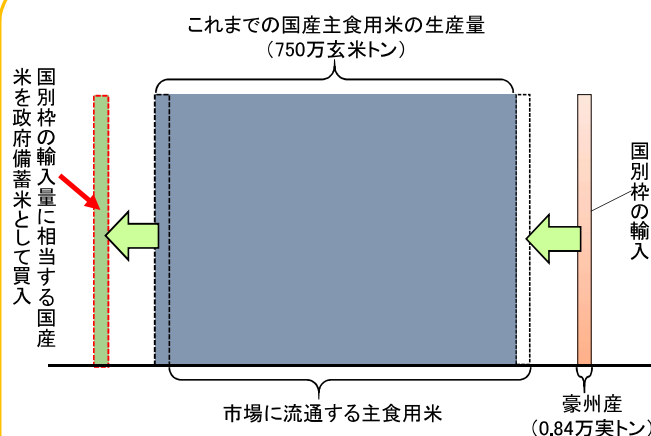 これまでの国産主食用米の生産量
（750万玄米トン）
国別枠の輸入量に相当する国産
米を政府備蓄米として買入
国別枠の輸入
市場に流通する主食用米
豪州産
（0.84万実トン）